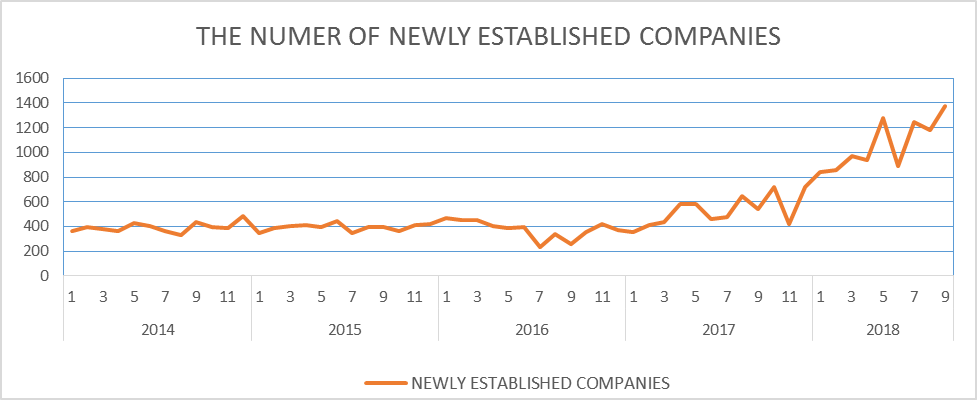 THE NUMER OF NEWLY ESTABLISHED COMPANIES
1600
1400
1200
1000
800
600
400
200
0
1 3 5 7 9 11 1 3 5 7 9 11 1 3 5 7 9 11 1 3 5 7 9 11 1 3 5 7 9
2014 2015 2016 2017 2018
NEWLY ESTABLISHED COMPANIES